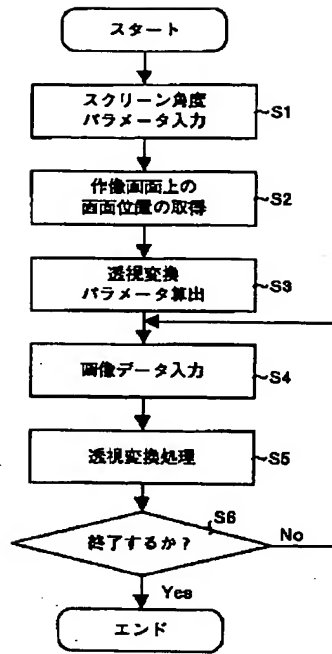 スタート
スクリーン角度
パラメータ入力
~S1
作像画面上の
画面位置の取得
~S2
透視変換
パラメータ算出
~S3
画像データ入力
~S4
透視変換処理
~S5
S6
終了するか?
No
Yes
エンド